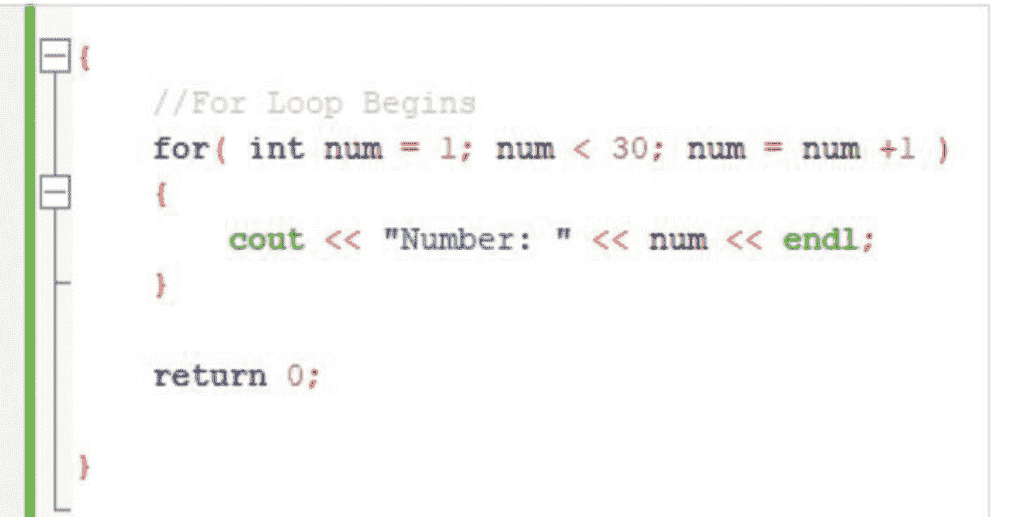 {
//For Loop Begins
for( int num = 1; num < 30; num = num +1 )
{
cout << "Number: " << num << endl;
}
return 0;
}